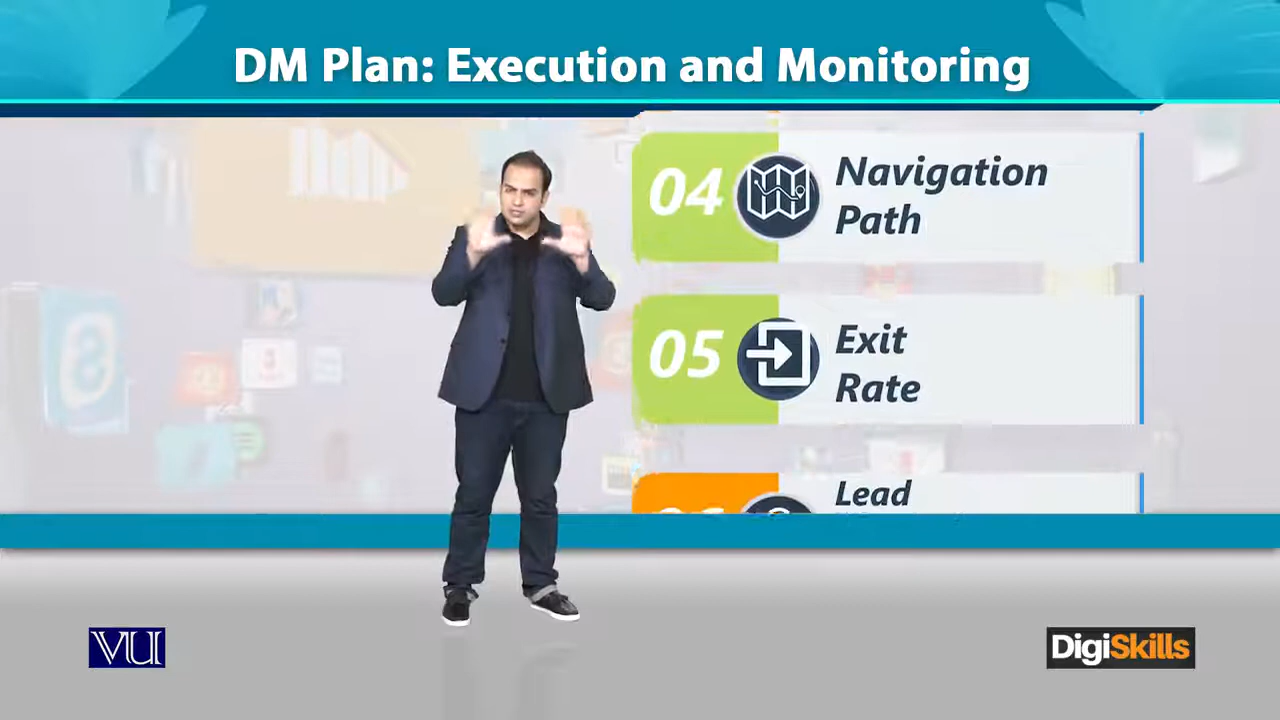 DM Plan: Execution and Monitoring
04
Navigation
Path
05
Exit
Rate
Lead
VU
DigiSkills